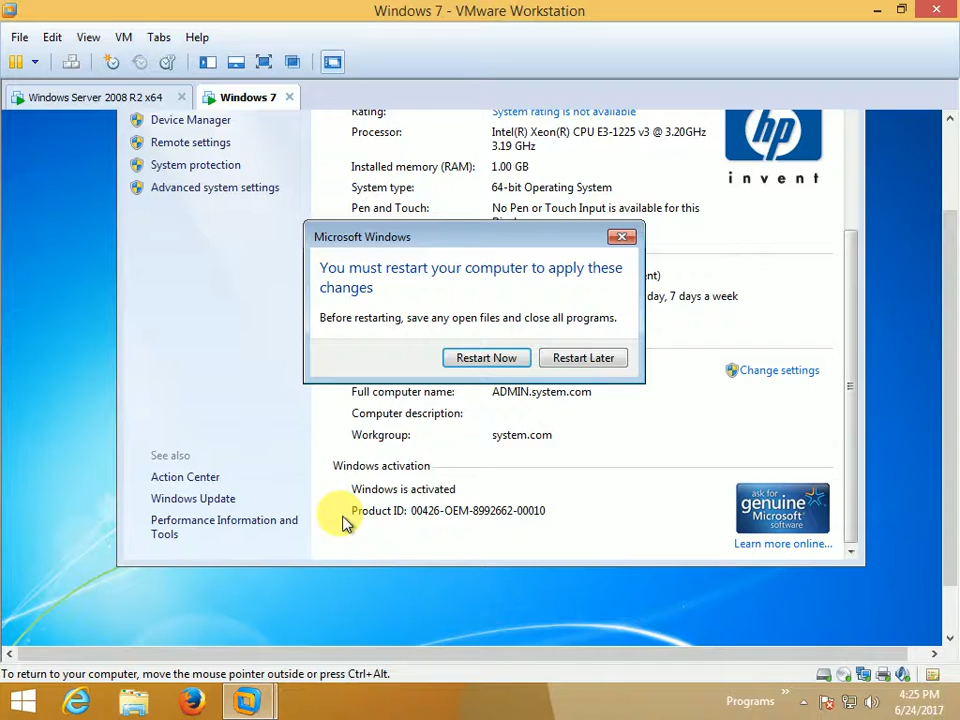 Windows 7 - VMware Workstation
File Edit View VM Tabs Help
Windows Server 2008 R2 x64
Windows 7
Device Manager
Remote settings
System protection
Advanced system settings
Rating: System rating is not available
Processor: Intel(R) Xeon(R) CPU E3-1225 v3 @ 3.20GHz
3.19 GHz
Installed memory (RAM): 1.00 GB
System type: 64-bit Operating System
Pen and Touch: No Pen or Touch Input is available for this
hp
invent
Microsoft Windows
You must restart your computer to apply these
changes
Before restarting, save any open files and close all programs.
Restart Now Restart Later
day, 7 days a week
Change settings
Full computer name: ADMIN.system.com
Computer description:
Workgroup: system.com
Windows activation
Windows is activated
Product ID: 00426-OEM-8992662-00010
See also
Action Center
Windows Update
Performance Information and
Tools
ask for
genuine
Microsoft
software
Learn more online...
To return to your computer, move the mouse pointer outside or press Ctrl+Alt.
Programs
4:25 PM
6/24/2017